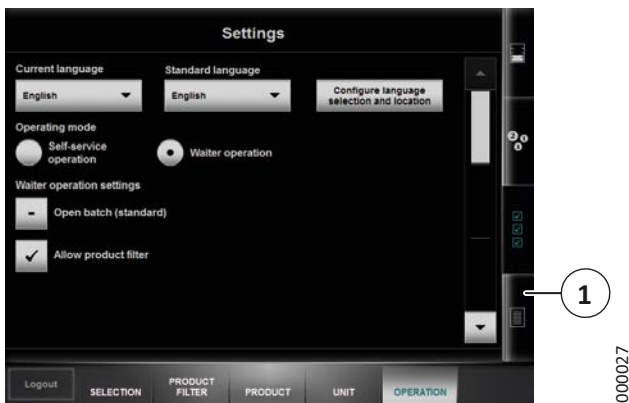 Settings
Current language
Standard language
English
English
Configure language
selection and location
Operating mode
Self-service
operation
Waiter operation
Waiter operation settings
- Open batch (standard)
✓ Allow product filter
1
000027
Logout
SELECTION
PRODUCT
FILTER
PRODUCT
UNIT
OPERATION